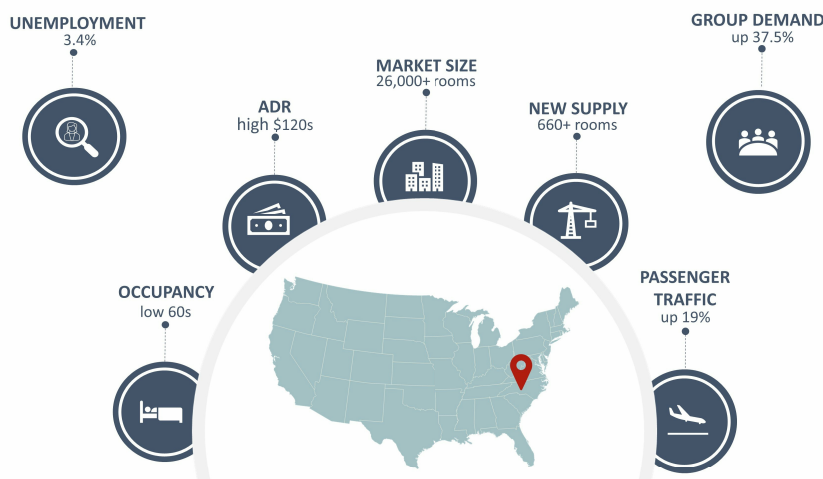 UNEMPLOYMENT
3.4%
GROUP DEMAND
up 37.5%
MARKET SIZE
26,000+ rooms
ADR
high $120s
NEW SUPPLY
660+ rooms
OCCUPANCY
low 60s
PASSENGER
TRAFFIC
up 19%